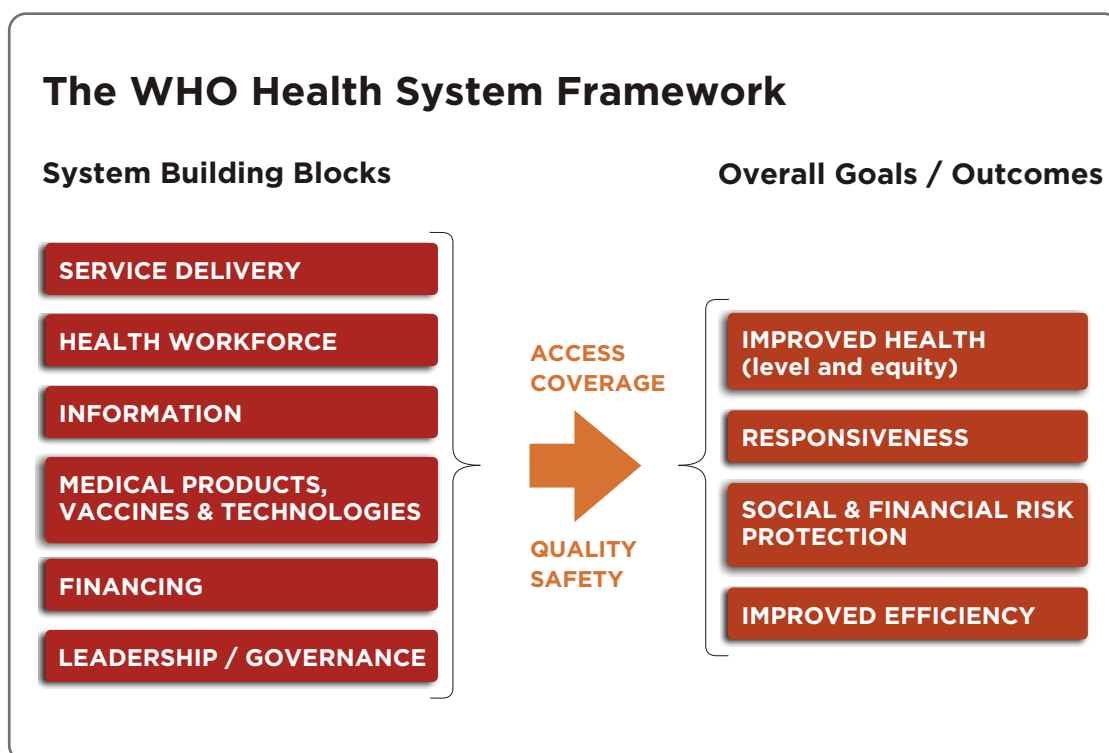 The WHO Health System Framework
System Building Blocks
SERVICE DELIVERY
HEALTH WORKFORCE
INFORMATION
MEDICAL PRODUCTS,
VACCINES & TECHNOLOGIES
FINANCING
LEADERSHIP / GOVERNANCE
ACCESS
COVERAGE
QUALITY
SAFETY
Overall Goals / Outcomes
IMPROVED HEALTH
(level and equity)
RESPONSIVENESS
SOCIAL & FINANCIAL RISK
PROTECTION
IMPROVED EFFICIENCY